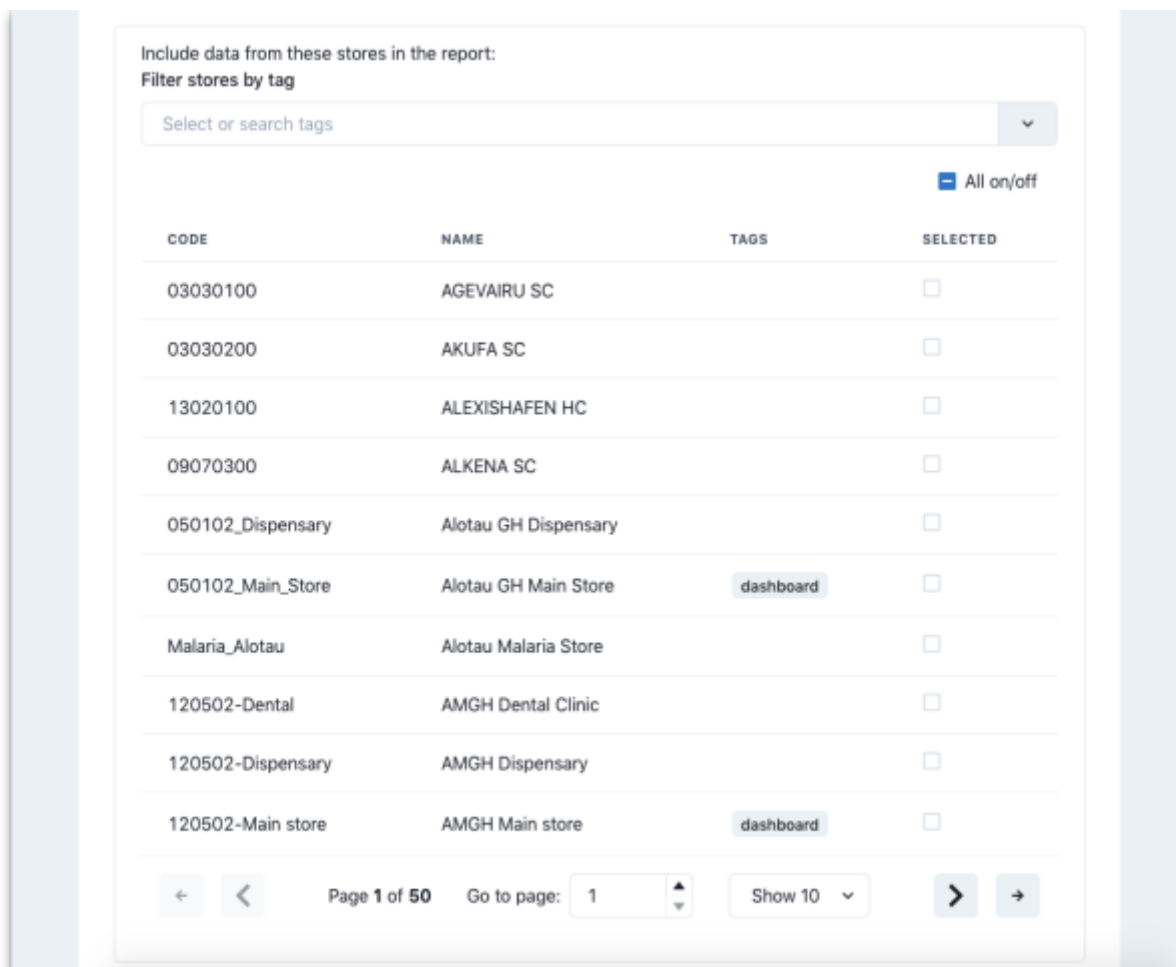 Include data from these stores in the report:
Filter stores by tag
Select or search tags
All on/off
CODE NAME TAGS SELECTED
03030100 AGEVAIRU SC
03030200 AKUFA SC
13020100 ALEXISHAFEN HC
09070300 ALKENA SC
050102_Dispensary Alotau GH Dispensary
050102_Main_Store Alotau GH Main Store dashboard
Malaria_Alotau Alotau Malaria Store
120502-Dental AMGH Dental Clinic
120502-Dispensary AMGH Dispensary
120502-Main store AMGH Main store dashboard
Page 1 of 50 Go to page: 1 Show 10